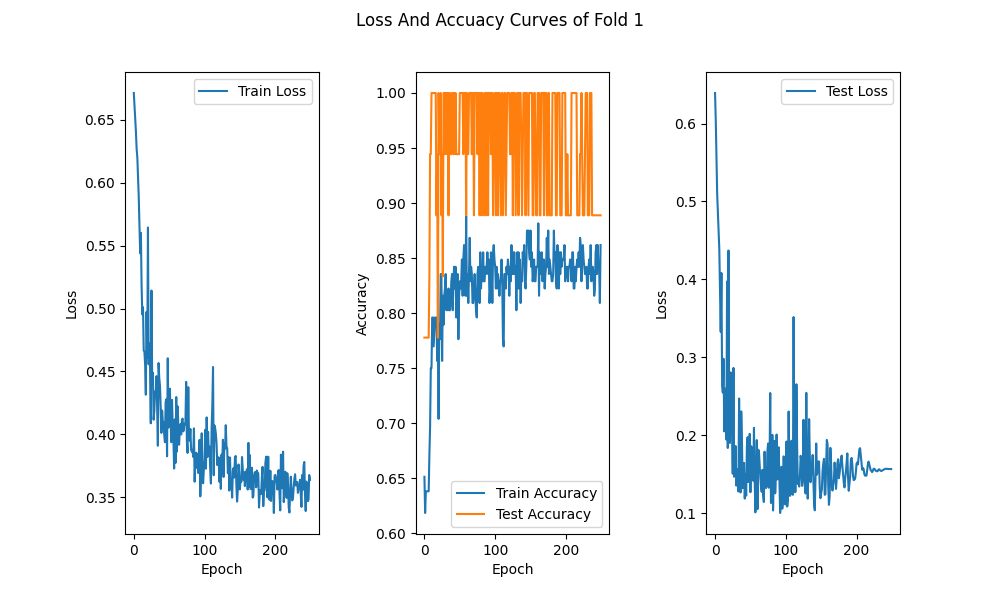 Loss And Accuacy Curves of Fold 1
Train Loss
0.65
0.60
0.55
0.50
0.45
0.40
0.35
0
100
200
Epoch
Loss
1.00
0.95
0.90
0.85
0.80
0.75
0.70
0.65
0.60
Train Accuracy
Test Accuracy
0
100
200
Epoch
Accuracy
Test Loss
0.6
0.5
0.4
0.3
0.2
0.1
0
100
200
Epoch
Loss